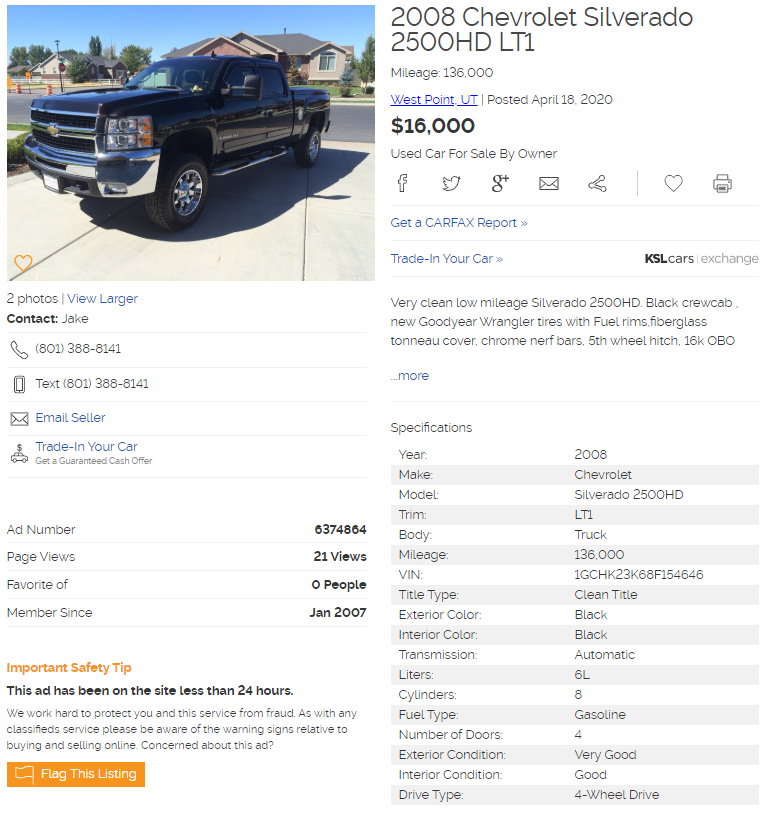 2008 Chevrolet Silverado
2500HD LT1
Mileage: 136,000
West Point, UT | Posted April 18, 2020
$16,000
Used Car For Sale By Owner
Get a CARFAX Report »
Trade-In Your Car »
KSLcars | exchange
Very clean low mileage Silverado 2500HD. Black crewcab ,
new Goodyear Wrangler tires with Fuel rims,fiberglass
tonneau cover, chrome nerf bars, 5th wheel hitch, 16k OBO
...more
2 photos | View Larger
Contact: Jake
(801) 388-8141
Text (801) 388-8141
Email Seller
Trade-In Your Car
Get a Guaranteed Cash Offer
Ad Number 6374864
Page Views 21 Views
Favorite of 0 People
Member Since Jan 2007
Important Safety Tip
This ad has been on the site less than 24 hours.
We work hard to protect you and this service from fraud. As with any
classifieds service please be aware of the warning signs relative to
buying and selling online. Concerned about this ad?
Flag This Listing
Specifications
Year: 2008
Make: Chevrolet
Model: Silverado 2500HD
Trim: LT1
Body: Truck
Mileage: 136,000
VIN: 1GCHK23K68F154646
Title Type: Clean Title
Exterior Color: Black
Interior Color: Black
Transmission: Automatic
Liters: 6L
Cylinders: 8
Fuel Type: Gasoline
Number of Doors: 4
Exterior Condition: Very Good
Interior Condition: Good
Drive Type: 4-Wheel Drive